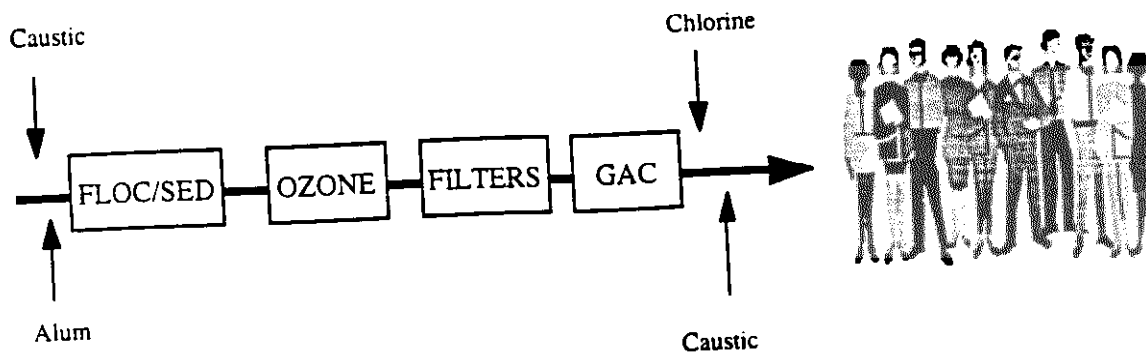 Caustic
Chlorine
FLOC/SED
OZONE
FILTERS
GAC
Alum
Caustic